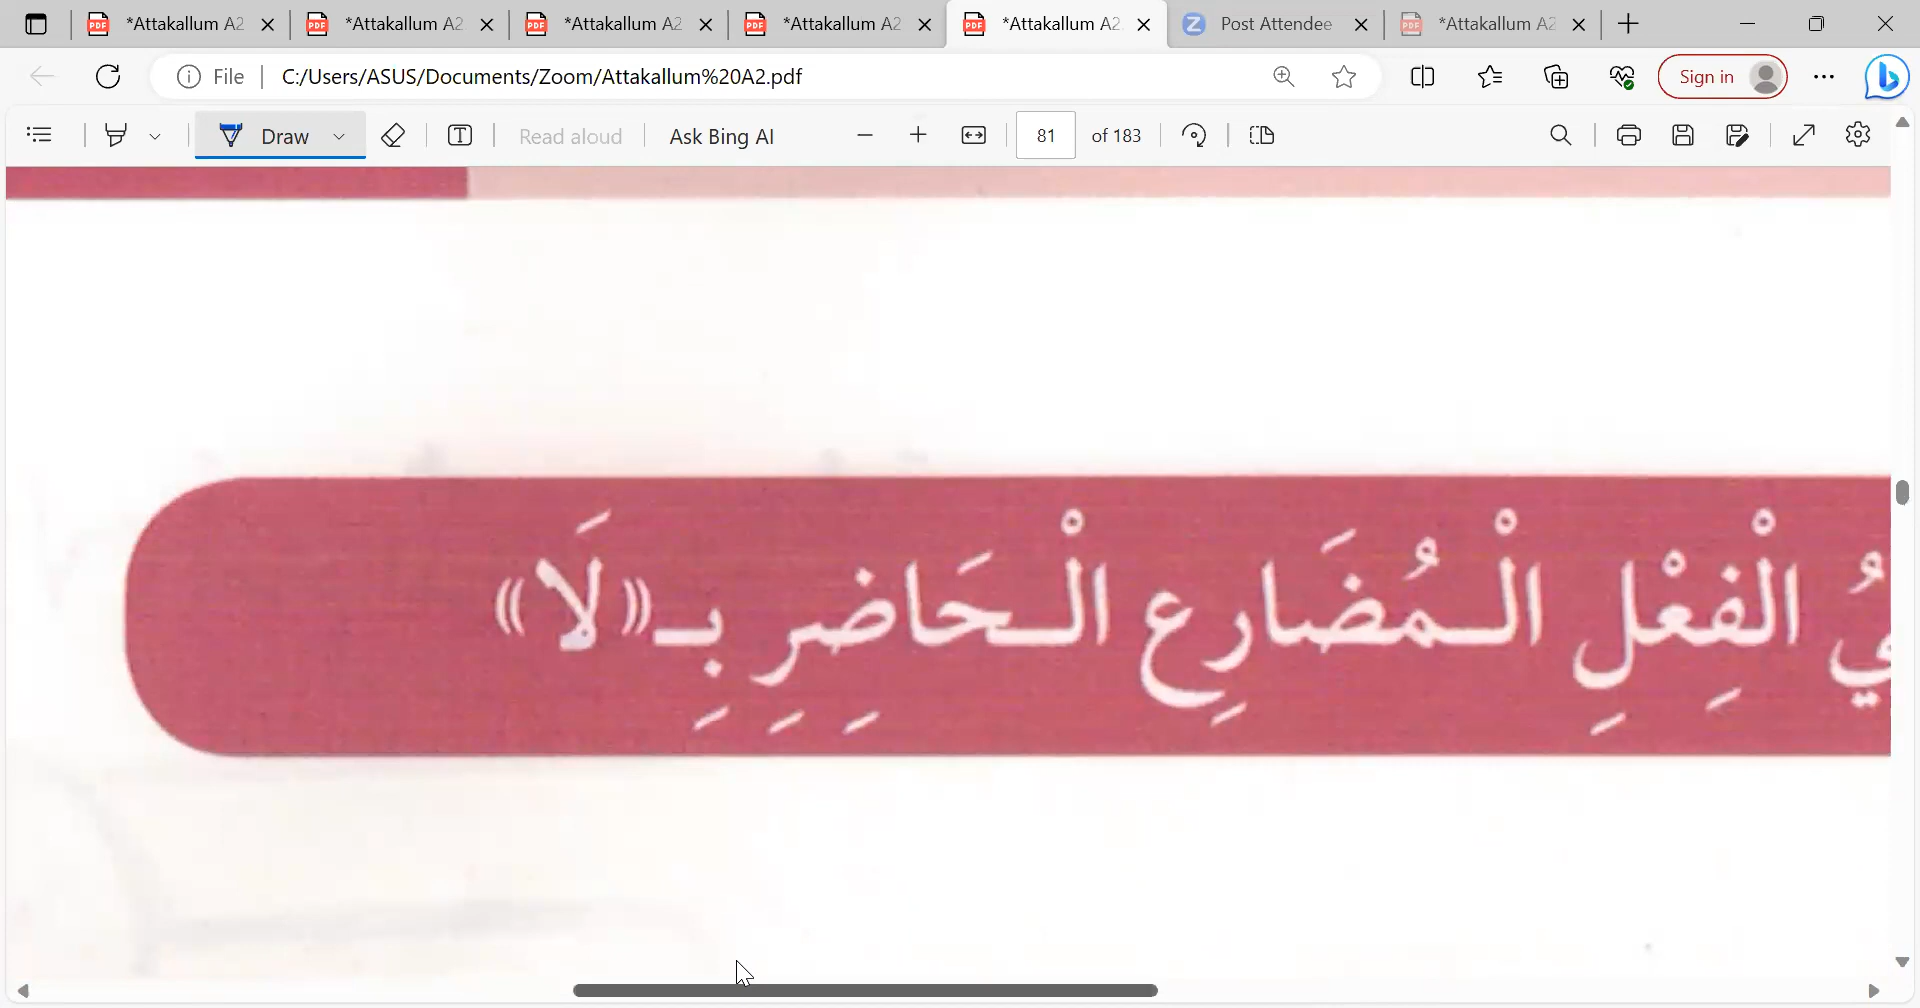 *Attakallum A2 *Attakallum A2 *Attakallum A2 *Attakallum A2 *Attakallum A2 Post Attendee *Attakallum A2
File C:/Users/ASUS/Documents/Zoom/Attakallum%20A2.pdf Sign in
Draw Read aloud Ask Bing AI 81 of 183
الْفِعْلِ الْـمُضَارِعِ الْـحَاضِرِ بِـ«لَا»